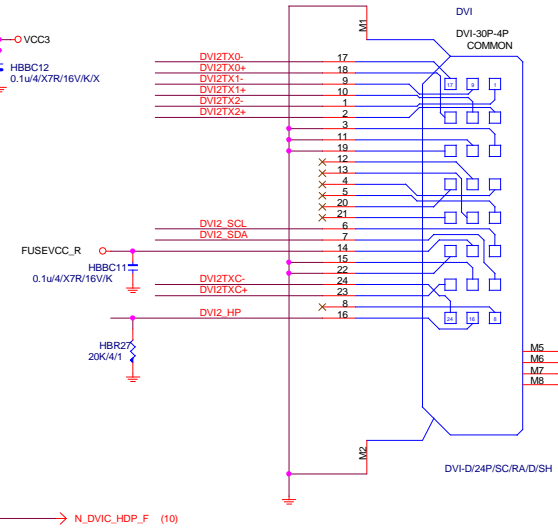 DVI
M1
DVI-30P-4P
COMMON
VCC3
HBBC12
0.1u/4/X7R/16V/K/X
DVI2TX0- 17
DVI2TX0+ 18
DVI2TX1- 9
DVI2TX1+ 10
DVI2TX2- 1
DVI2TX2+ 2
3
11
19
12
13
4
5
20
21
DVI2_SCL 6
DVI2_SDA 7
FUSEVCC_R 14
15
22
HBBC11
0.1u/4/X7R/16V/K
DVI2TXC- 24
DVI2TXC+ 23
8
DVI2_HP 16
HBR27
20K/4/1
17 9 1
24 16 8
M5
M6
M7
M8
M2
DVI-D/24P/SC/RA/D/SH
N_DVIC_HDP_F (10)